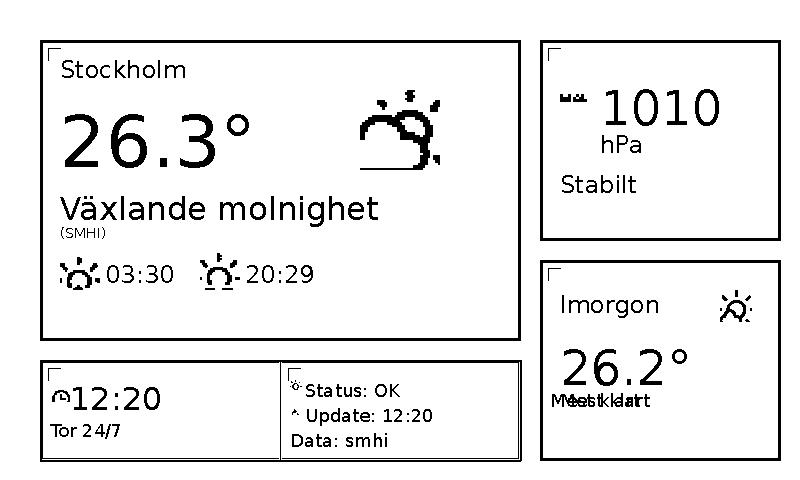 Stockholm
26.3°
Växlande molnighet
(SMHI)
03:30 20:29
1010
hPa
Stabilt
Imorgon
26.2°
Mest klart
12:20
Tor 24/7
Status: OK
Update: 12:20
Data: smhi